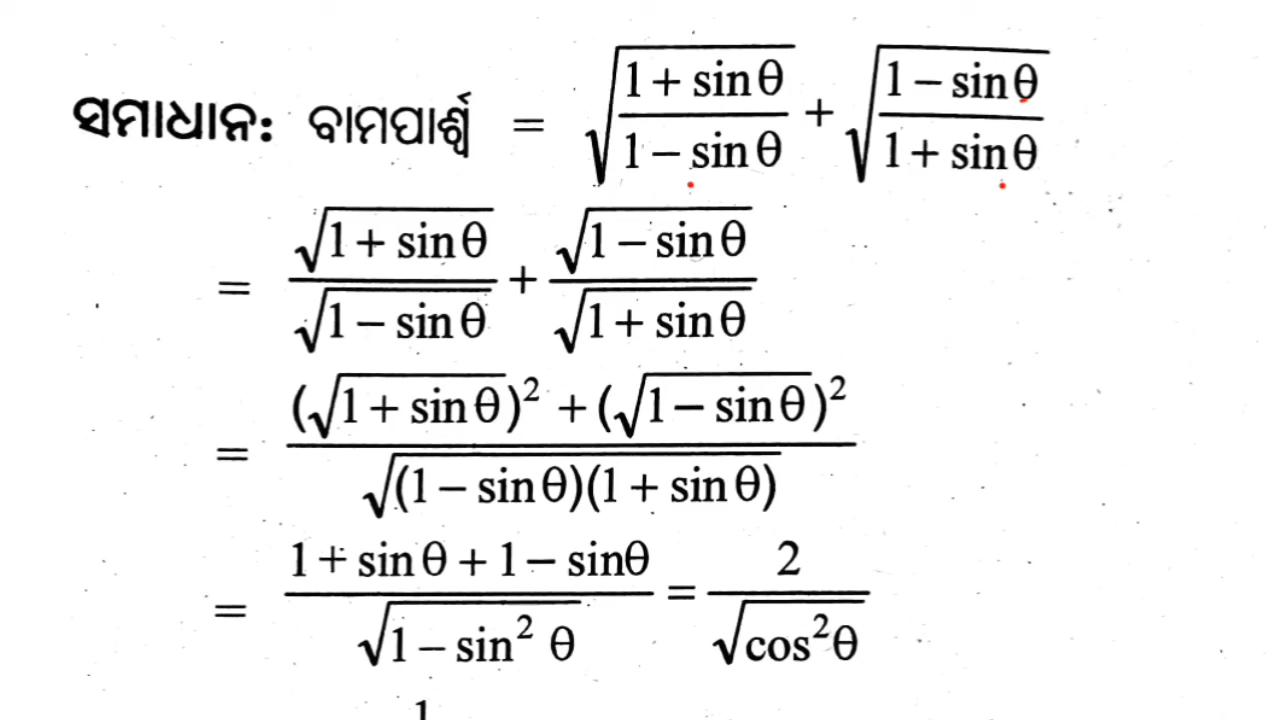 ସମାଧାନ: ବାମପାର୍ଶ୍ୱ = √((1 + sinθ)/(1 − sinθ)) + √((1 − sinθ)/(1 + sinθ))
= √(1 + sinθ)/√(1 − sinθ) + √(1 − sinθ)/√(1 + sinθ)
= ((√(1 + sinθ))² + (√(1 − sinθ))²)/√((1 − sinθ)(1 + sinθ))
= (1 + sinθ + 1 − sinθ)/√(1 − sin² θ) = 2/√(cos²θ)